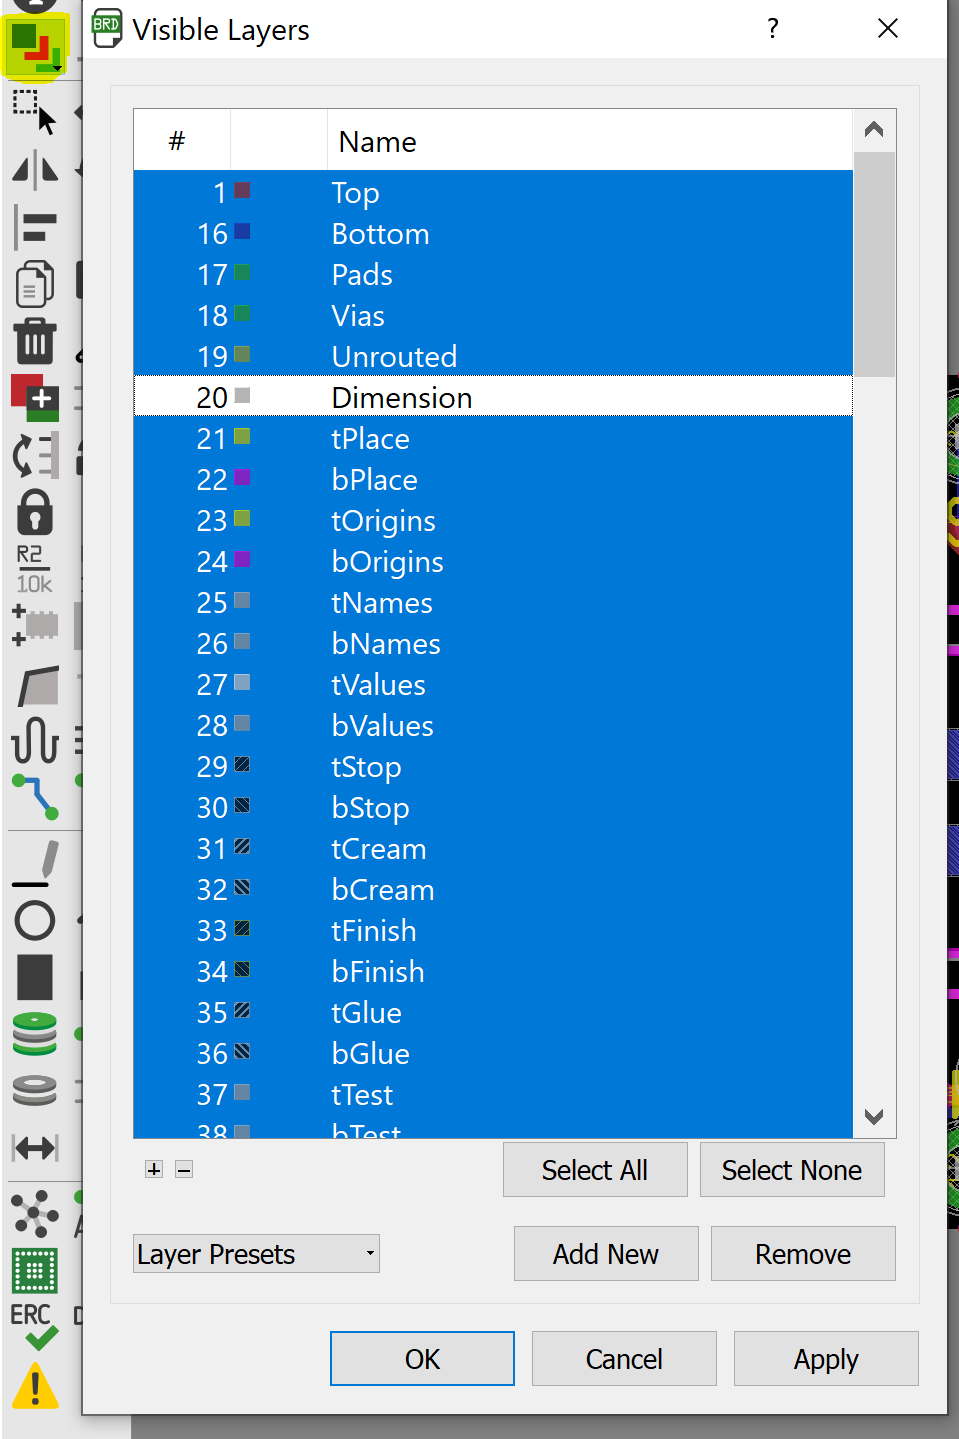 BRD Visible Layers ?
# Name
1 Top
16 Bottom
17 Pads
18 Vias
19 Unrouted
20 Dimension
21 tPlace
22 bPlace
23 tOrigins
24 bOrigins
25 tNames
26 bNames
27 tValues
28 bValues
29 tStop
30 bStop
31 tCream
32 bCream
33 tFinish
34 bFinish
35 tGlue
36 bGlue
37 tTest
38 bTest
Select All Select None
Layer Presets Add New Remove
OK Cancel Apply
R2
10k
ERC